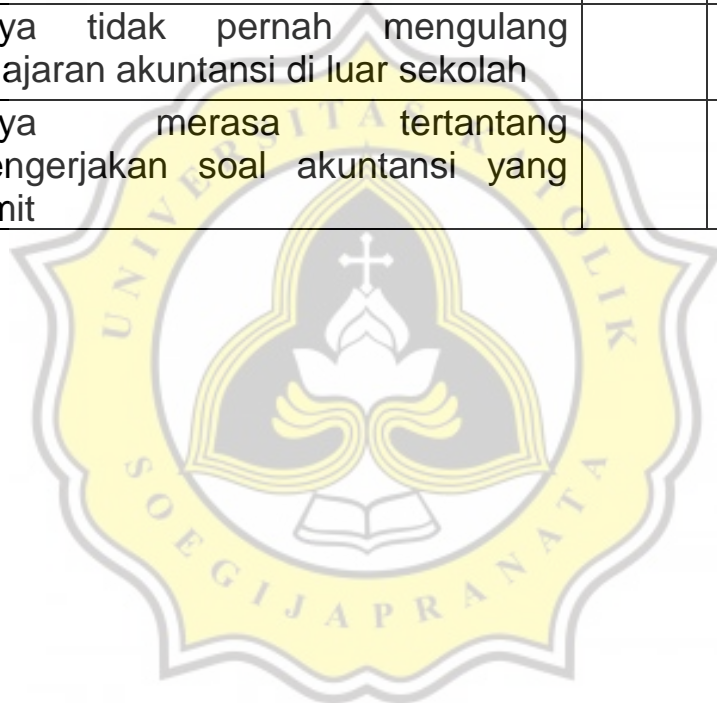 ya tidak pernah mengulang
ajaran akuntansi di luar sekolah
ya merasa tertantang
engerjakan soal akuntansi yang
mit
UNIVERSITAS KATOLIK
SOEGIJAPRANATA